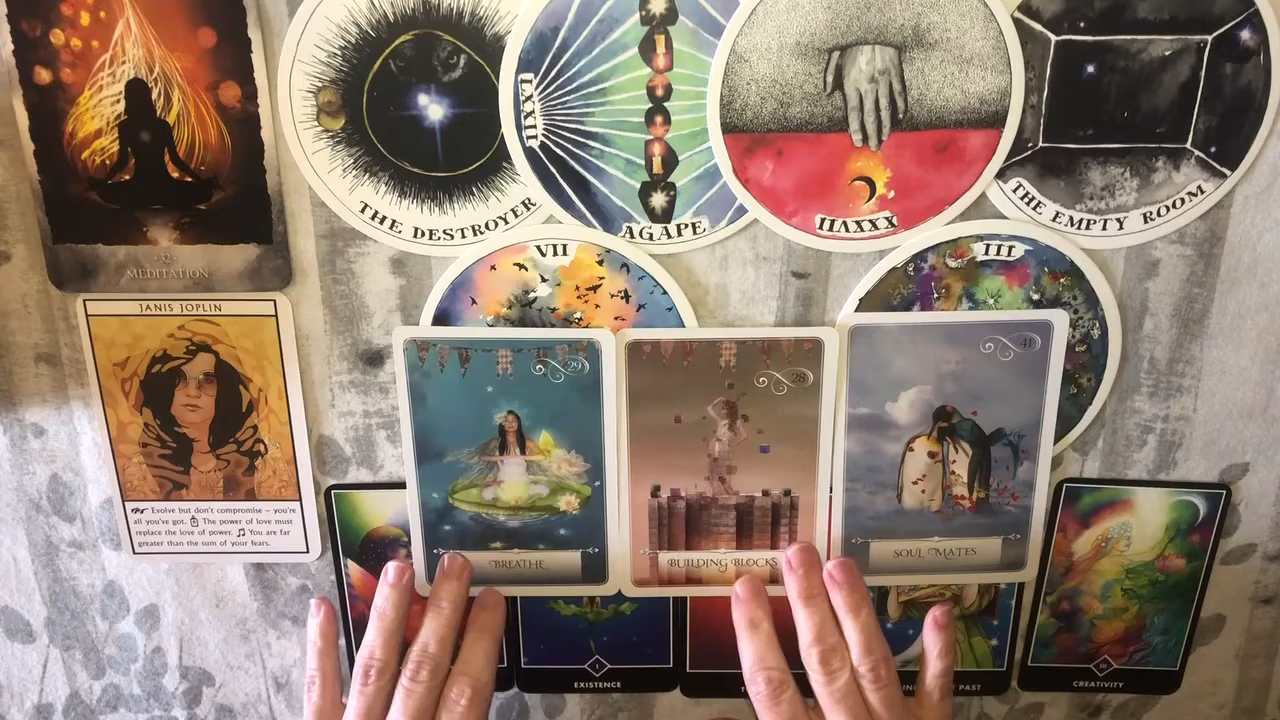 THE DESTROYER
LXXII
AGAPE
XXXVII
THE EMPTY ROOM
· 32 ·
MEDITATION
VII
III
JANIS JOPLIN
Evolve but don't compromise – you're
all you've got. The power of love must
replace the love of power. You are far
greater than the sum of your fears.
29
BREATHE
28
BUILDING BLOCKS
41
SOUL MATES
I
EXISTENCE
PAST
III
CREATIVITY